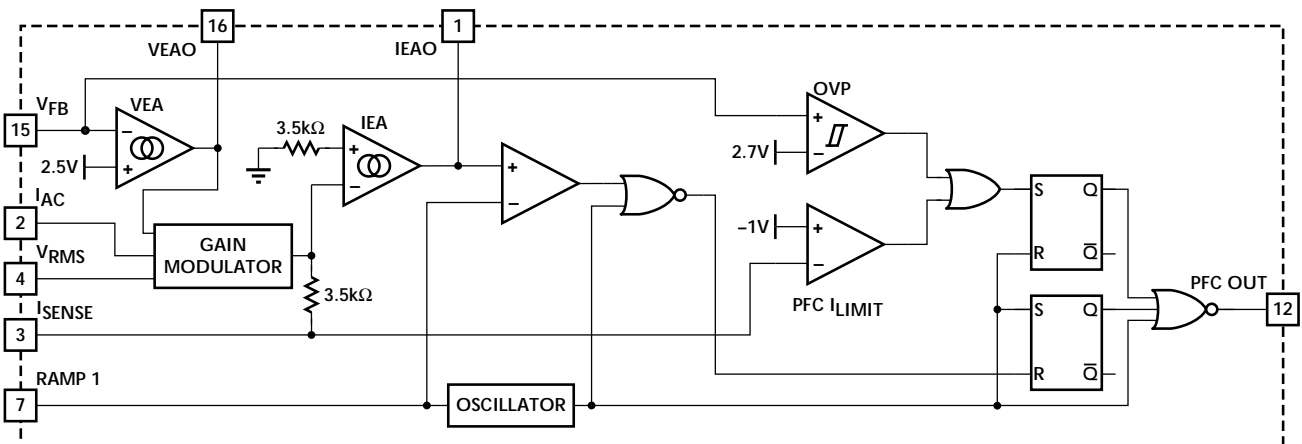 16
1
VEAO
IEAO
VFB
VEA
OVP
15
−
+
2.5V
3.5kΩ
IEA
+
−
+
−
2.7V
IAC
2
+
−
−1V
+
−
S Q
R Q
VRMS
4
GAIN
MODULATOR
3.5kΩ
PFC ILIMIT
PFC OUT
12
ISENSE
3
S Q
R Q
RAMP 1
7
OSCILLATOR